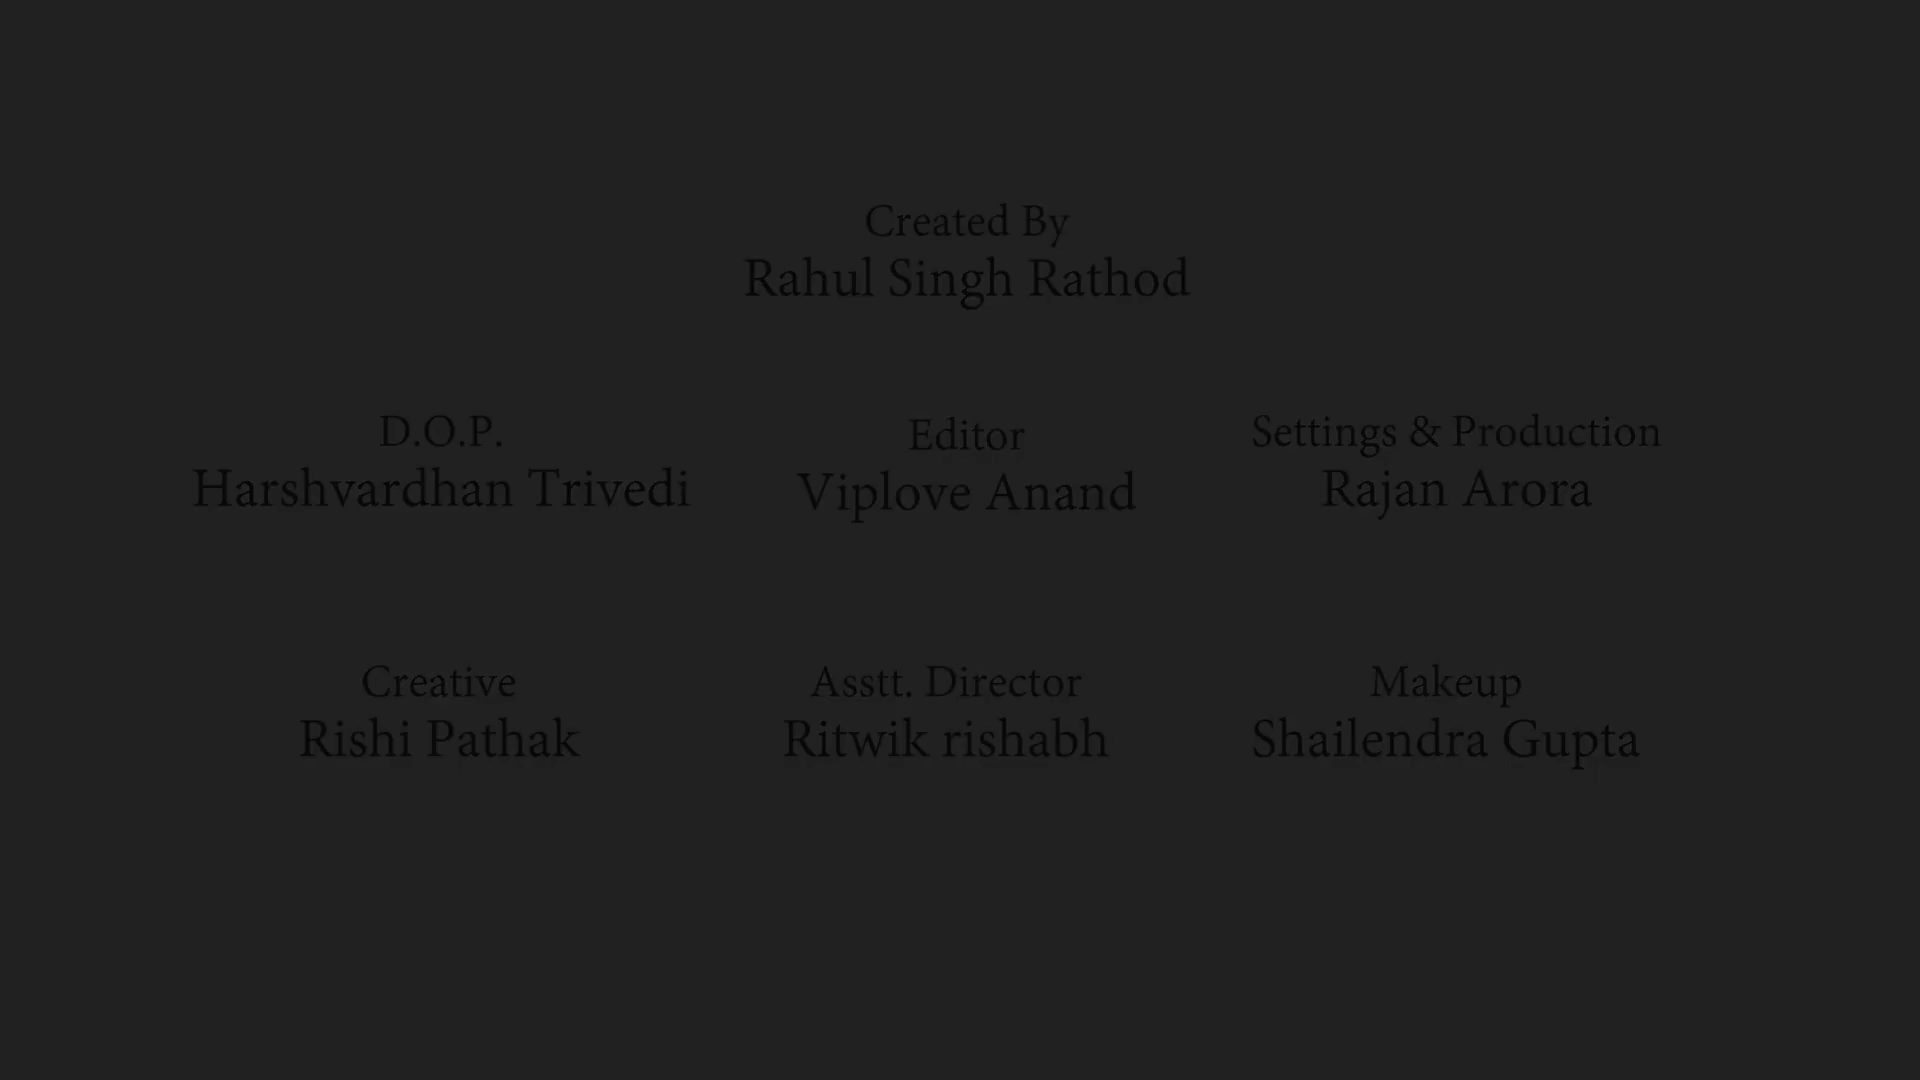 Created By
Rahul Singh Rathod
D.O.P.
Harshvardhan Trivedi
Editor
Viplove Anand
Settings & Production
Rajan Arora
Creative
Rishi Pathak
Asstt. Director
Ritwik rishabh
Makeup
Shailendra Gupta